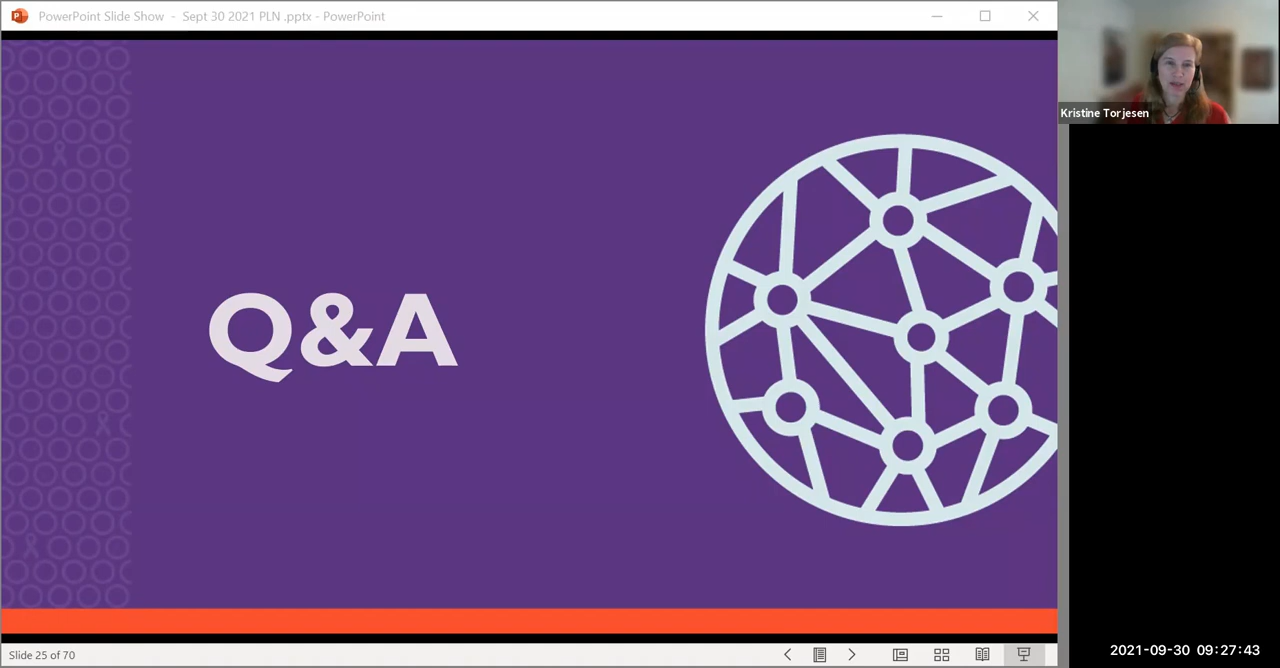 PowerPoint Slide Show - Sept 30 2021 PLN .pptx - PowerPoint
Kristine Torjesen
Q&A
Slide 25 of 70
2021-09-30 09:27:43